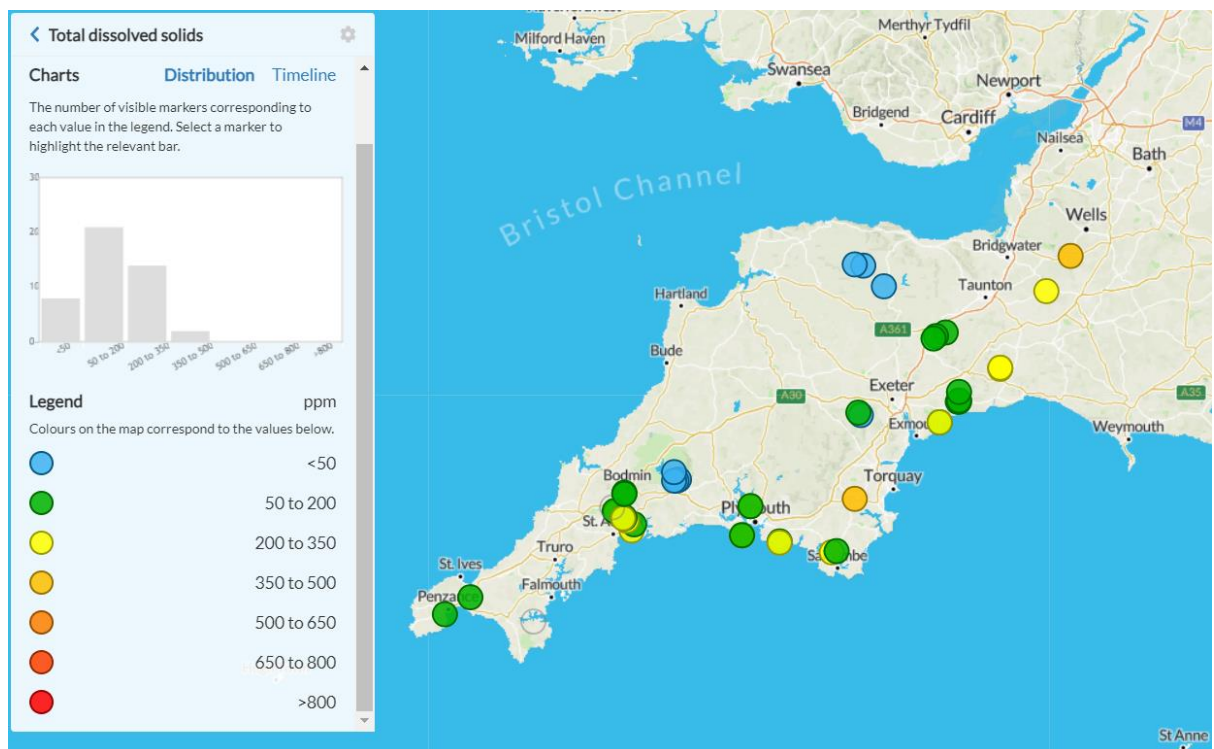 Total dissolved solids
Charts
Distribution
Timeline
The number of visible markers corresponding to
each value in the legend. Select a marker to
highlight the relevant bar.
30
20
10
0
<50
50 to 200
200 to 350
350 to 500
500 to 650
650 to 800
>800
Legend
ppm
Colours on the map correspond to the values below.
<50
50 to 200
200 to 350
350 to 500
500 to 650
650 to 800
>800
Milford Haven
Merthyr Tydfil
Swansea
Newport
Bridgend
Cardiff
M4
Nailsea
Bath
Bristol Channel
Wells
Bridgwater
Hartland
Taunton
A361
Bude
Exeter
A30
A35
Weymouth
Bodmin
Torquay
Truro
St. Ives
Falmouth
St Anne